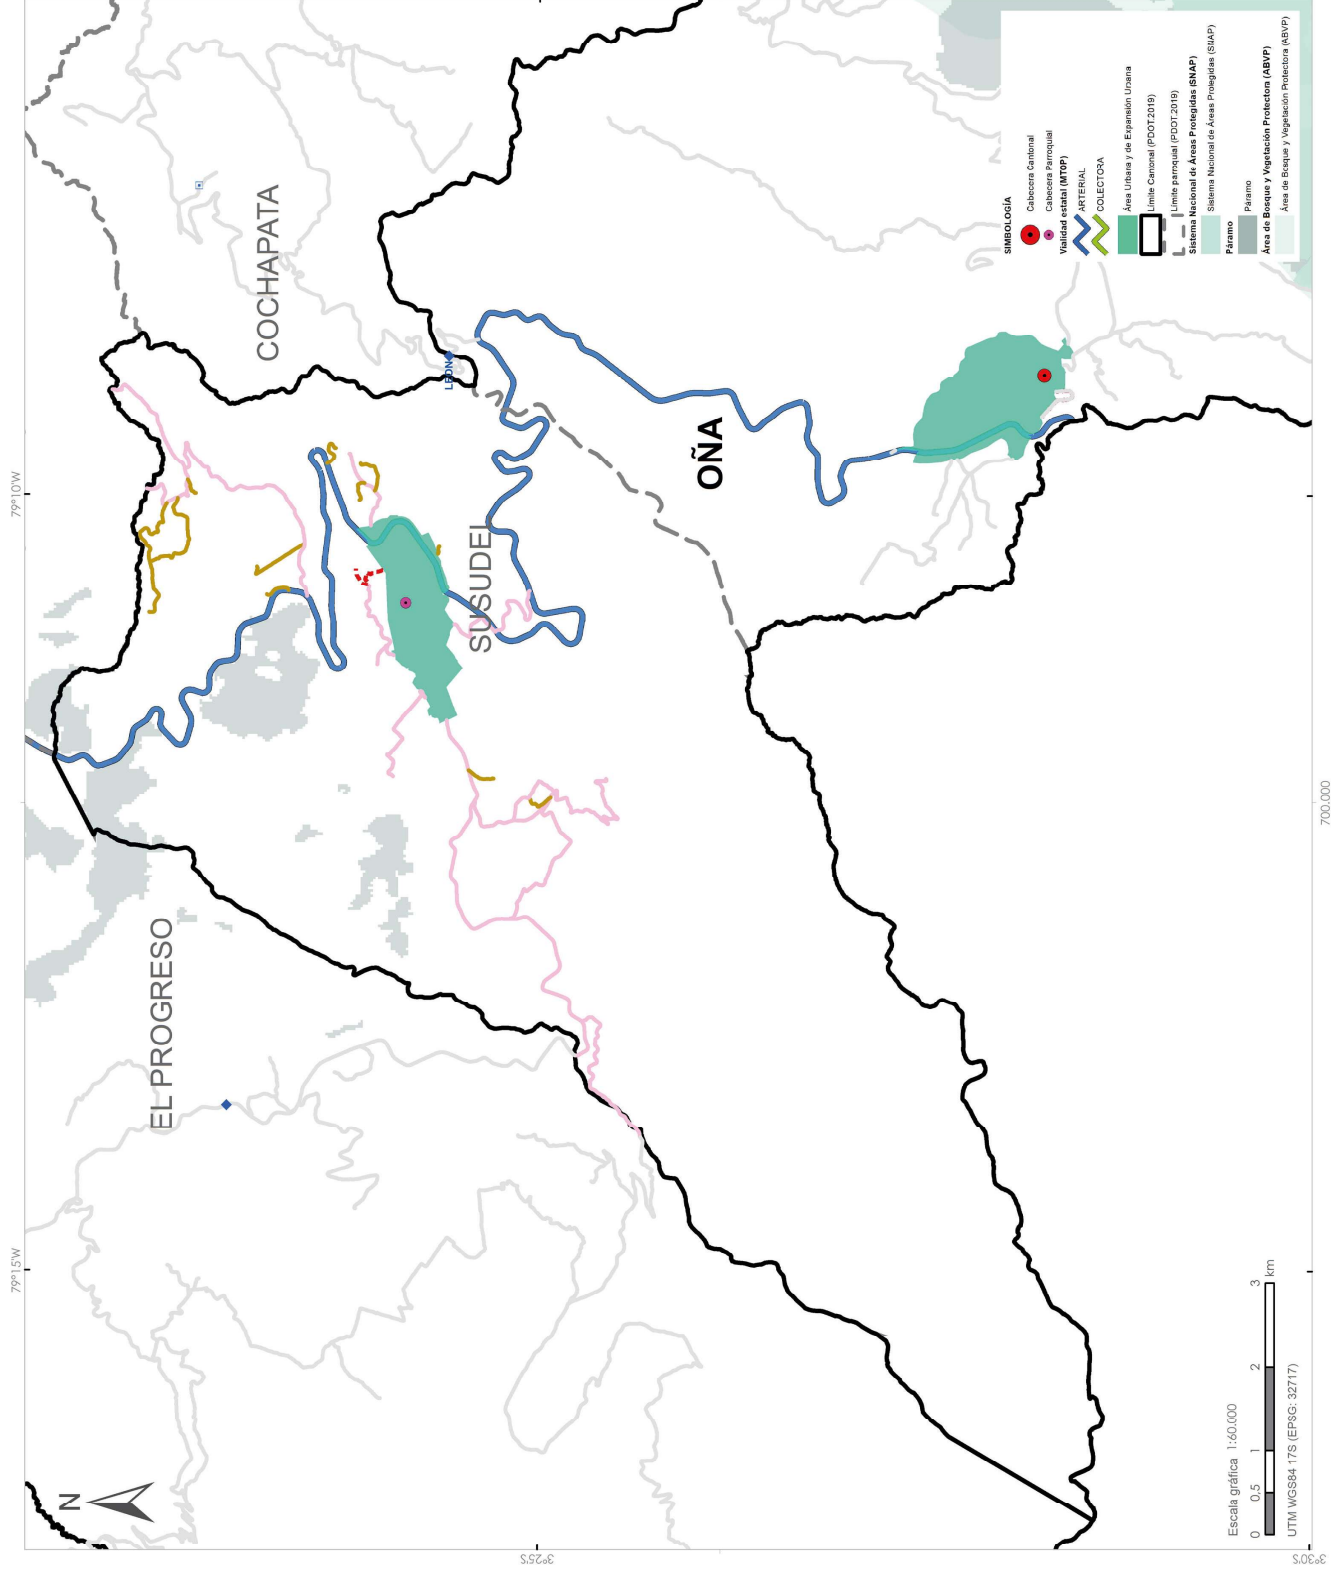 79°15'W
79°10'W
N
EL PROGRESO
COCHAPATA
LEON
SUSUDEL
OÑA
3°25'S
3°30'S
700.000
Escala gráfica 1:60.000
0 0,5 1 2 3
km
UTM WGS84 17S (EPSG: 32717)
SIMBOLOGÍA
Cabecera Cantonal
Cabecera Parroquial
Vialidad estatal (MTOP)
ARTERIAL
COLECTORA
Área Urbana y de Expansión Urbana
Límite Cantonal (PDOT.2019)
Límite parroquial (PDOT.2019)
Sistema Nacional de Áreas Protegidas (SNAP)
Sistema Nacional de Áreas Protegidas (SNAP)
Páramo
Páramo
Área de Bosque y Vegetación Protectora (ABVP)
Área de Bosque y Vegetación Protectora (ABVP)